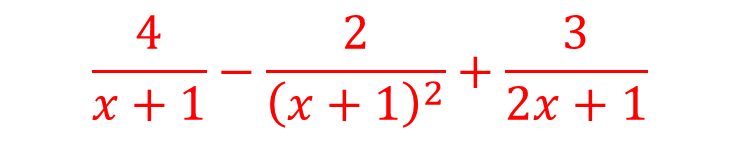 4/(x + 1) − 2/(x + 1)² + 3/(2x + 1)